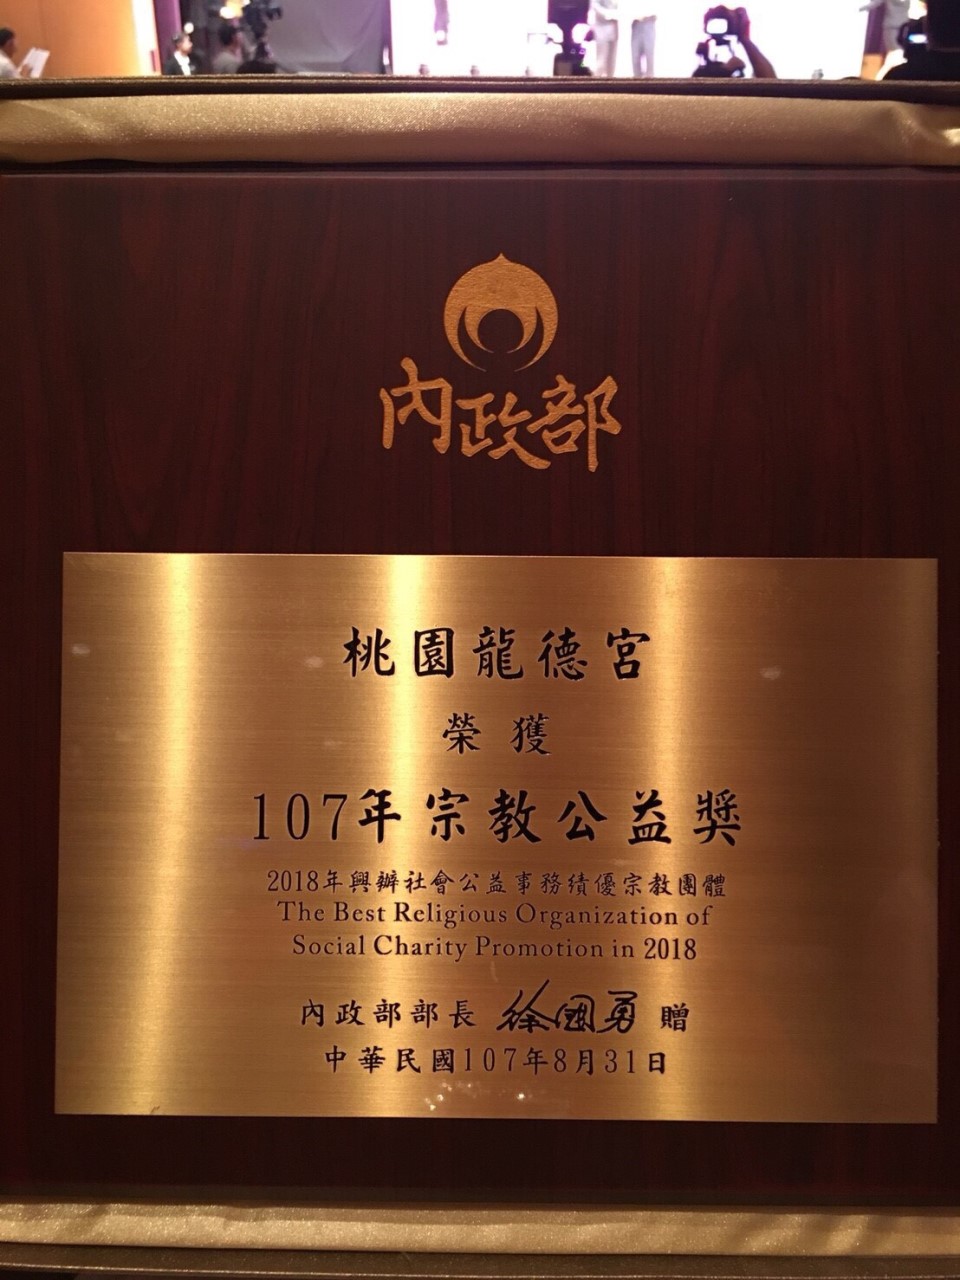 內政部
桃園龍德宮
榮獲
107年宗教公益獎
2018年興辦社會公益事務績優宗教團體
The Best Religious Organization of
Social Charity Promotion in 2018
內政部部長 徐國勇 贈
中華民國107年8月31日